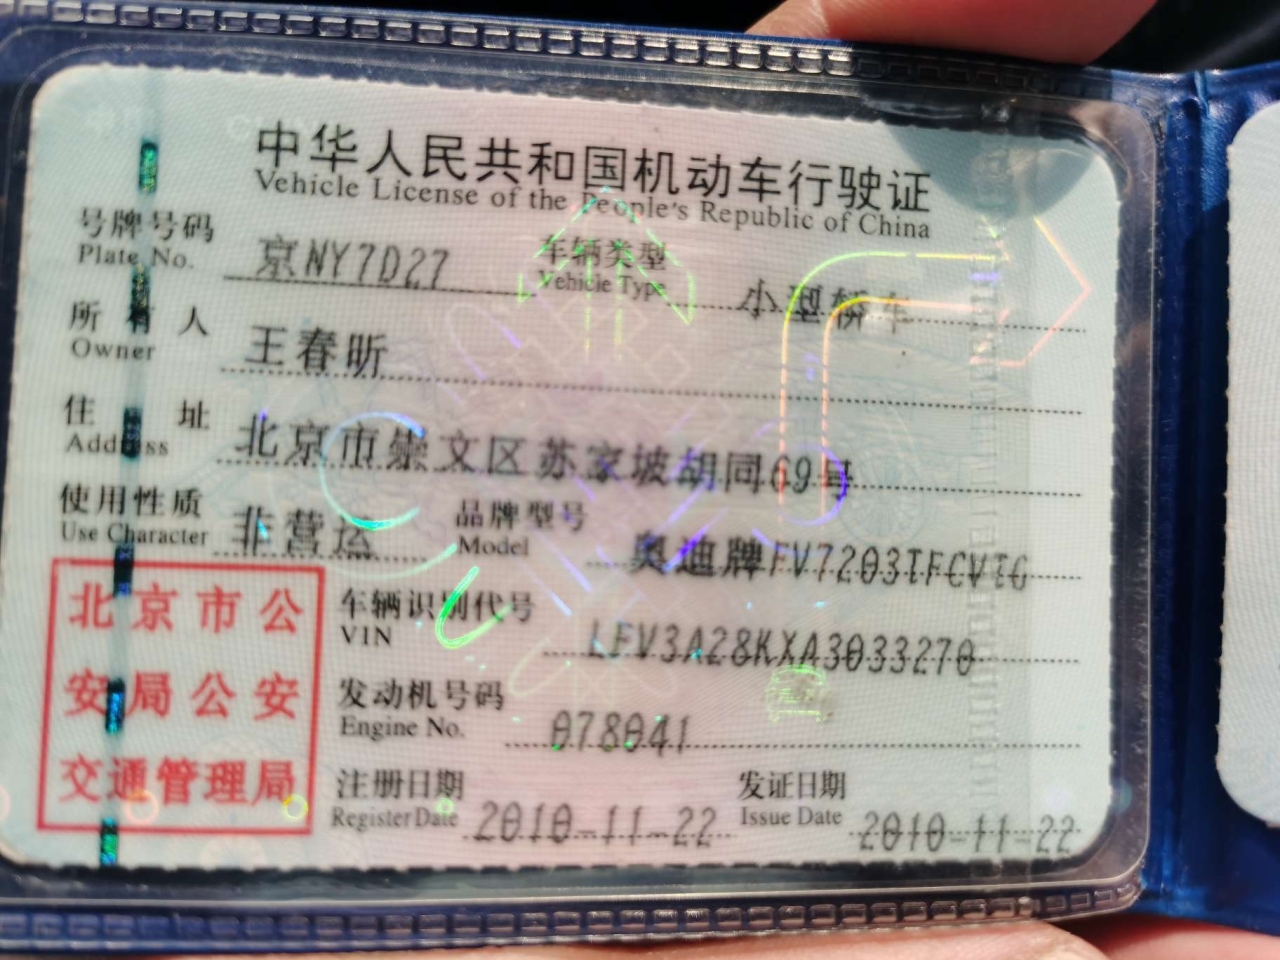 中华人民共和国机动车行驶证
Vehicle License of the People's Republic of China
号牌号码 京NY7D27 车辆类型 小型轿车
Plate No. Vehicle Type
所有人 王春昕
Owner
住址 北京市崇文区苏家坡胡同69号
Address
使用性质 非营运 品牌型号 奥迪牌FV7203TFCVTG
Use Character Model
北京市公
安局公安
交通管理局
车辆识别代号 LFV3A28KXA3033270
VIN
发动机号码 078041
Engine No.
注册日期 2010-11-22 发证日期 2010-11-22
Register Date Issue Date